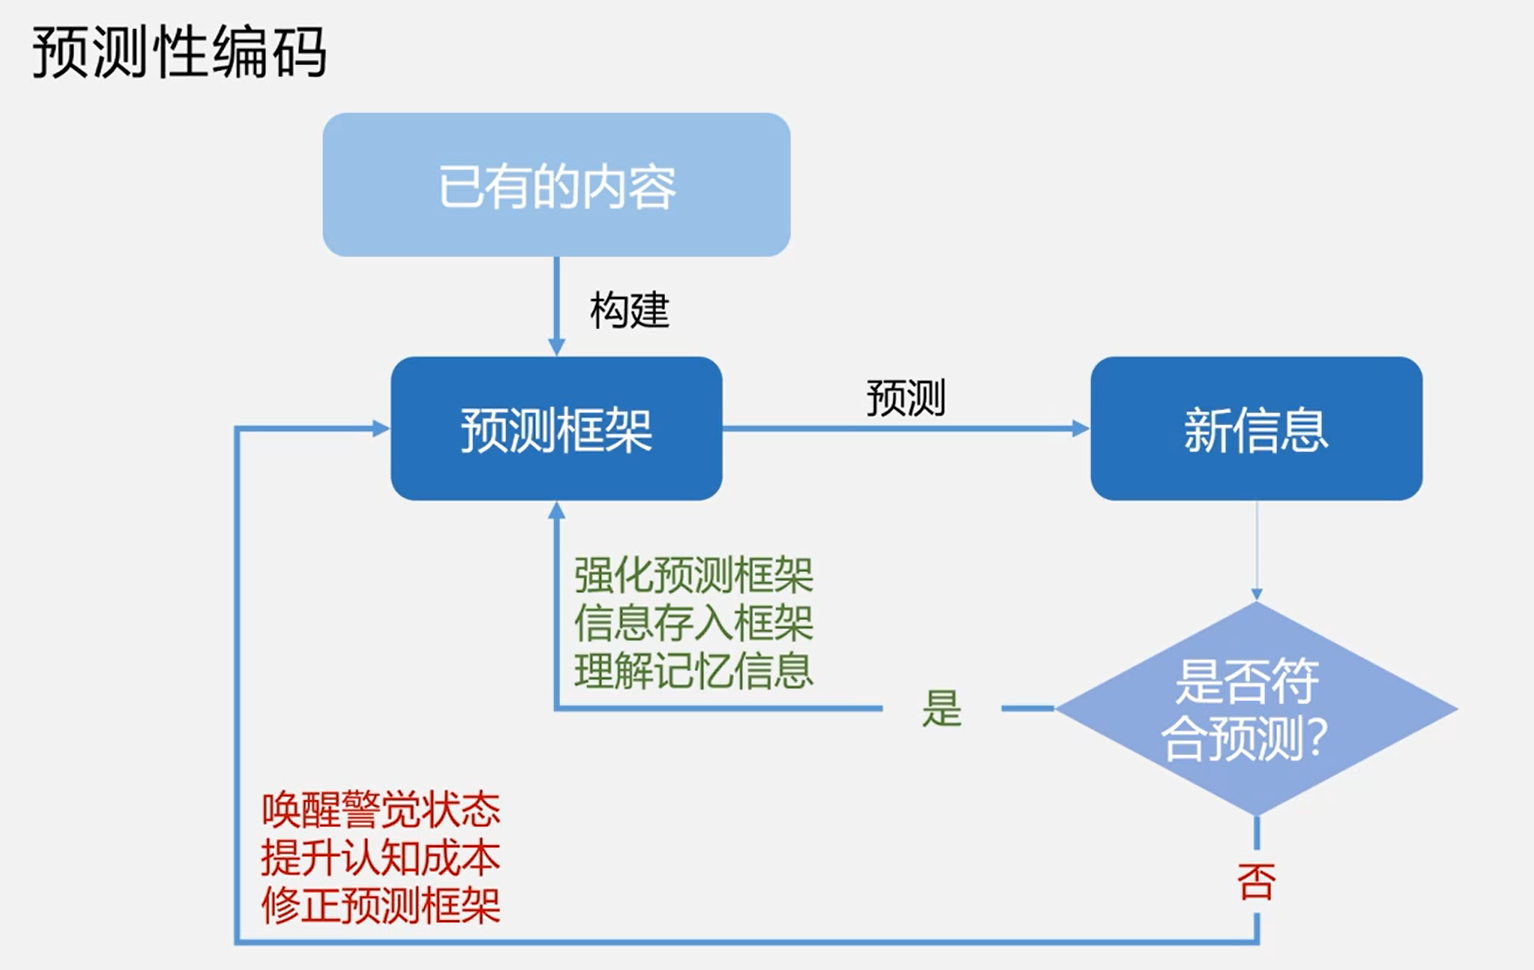 预测性编码
已有的内容
构建
预测框架
预测
新信息
强化预测框架
信息存入框架
理解记忆信息
是否符
合预测?
是
唤醒警觉状态
提升认知成本
修正预测框架
否